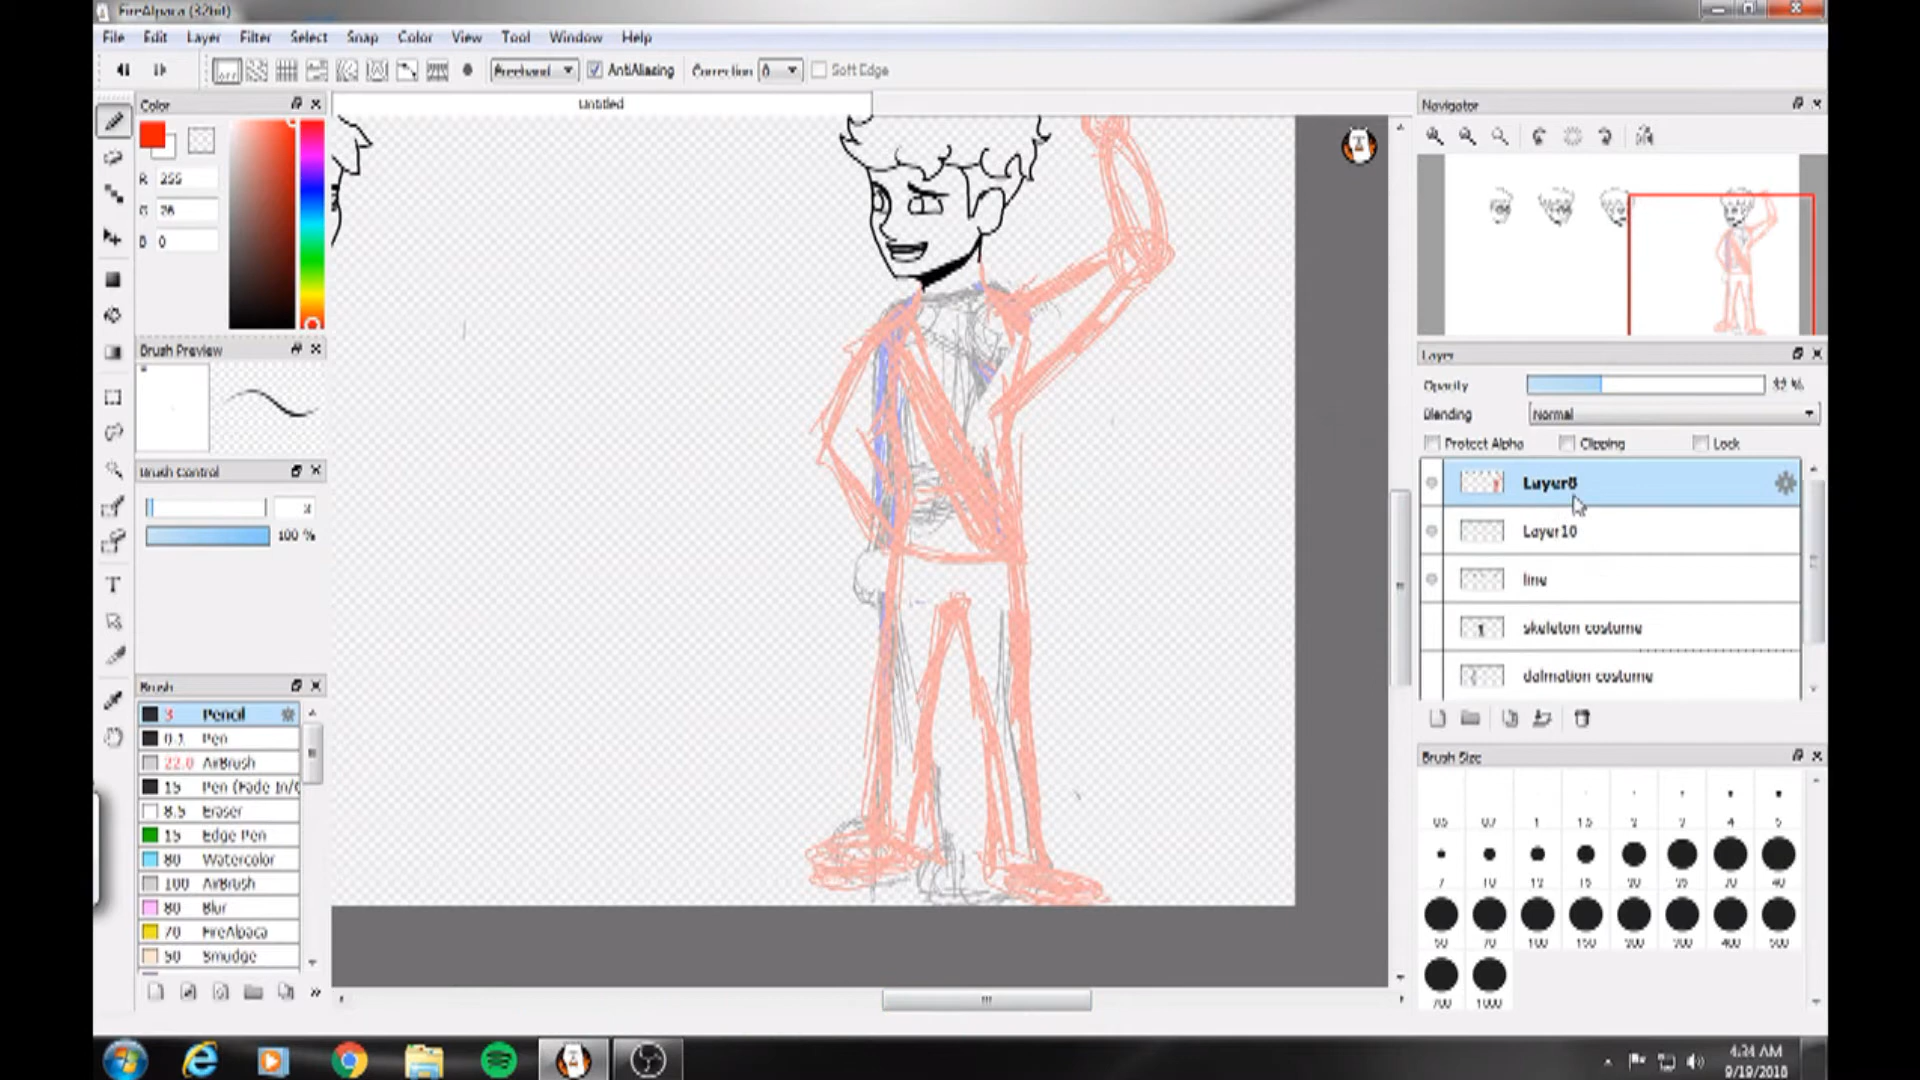 FireAlpaca (32bit)
File Edit Layer Filter Select Snap Color View Tool Window Help
Freehand AntiAliasing Correction 0 Soft Edge
Color
Untitled
Navigator
R 255
G 26
B 0
Brush Preview
Layer
Opacity 32 %
Blending Normal
Protect Alpha Clipping Lock
Brush Control
3
100 %
Layer8
Layer10
line
skeleton costume
dalmation costume
Brush
3 Pencil
0.1 Pen
22.0 AirBrush
15 Pen (Fade In/
8.5 Eraser
15 Edge Pen
80 Watercolor
100 AirBrush
80 Blur
70 FireAlpaca
50 Smudge
Brush Size
0.5 0.7 1 1.5 2 3 4 5
7 10 12 15 20 25 30 40
50 70 100 150 200 300 400 500
700 1000
4:34 AM
9/19/2018